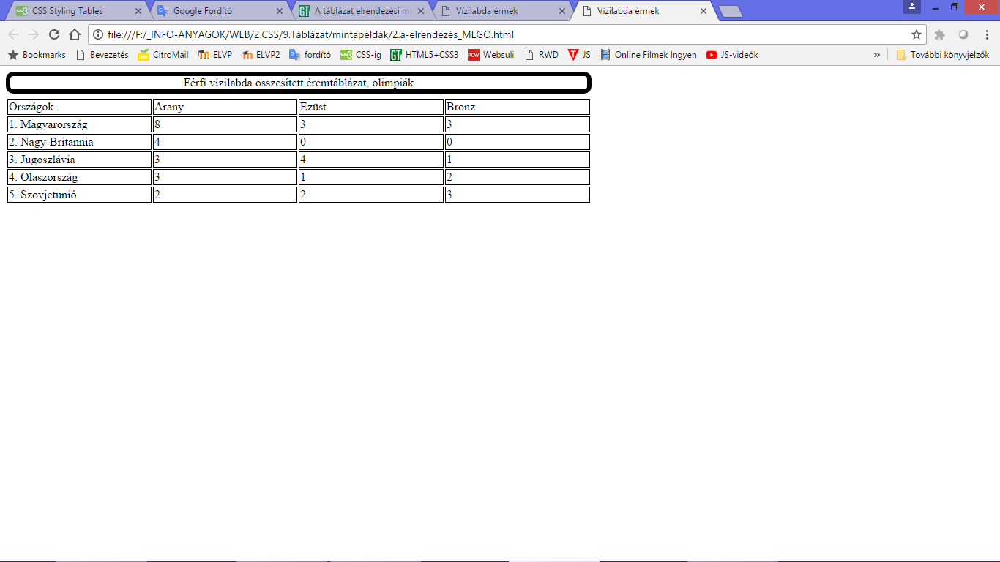 CSS Styling Tables Google Fordító A táblázat elrendezési Vízilabda érmek Vízilabda érmek
file:///F:/_INFO-ANYAGOK/WEB/2.CSS/9.Táblázat/mintapéldák/2.a-elrendezés_MEGO.html
Bookmarks Bevezetés CitroMail ELVP ELVP2 fordító CSS-ig GT HTML5+CSS3 PCW Websuli RWD JS Online Filmek Ingyen JS-videók » További könyvjelzők
Férfi vízilabda összesített éremtáblázat, olimpiák
Országok Arany Ezüst Bronz
1. Magyarország 8 3 3
2. Nagy-Britannia 4 0 0
3. Jugoszlávia 3 4 1
4. Olaszország 3 1 2
5. Szovjetunió 2 2 3